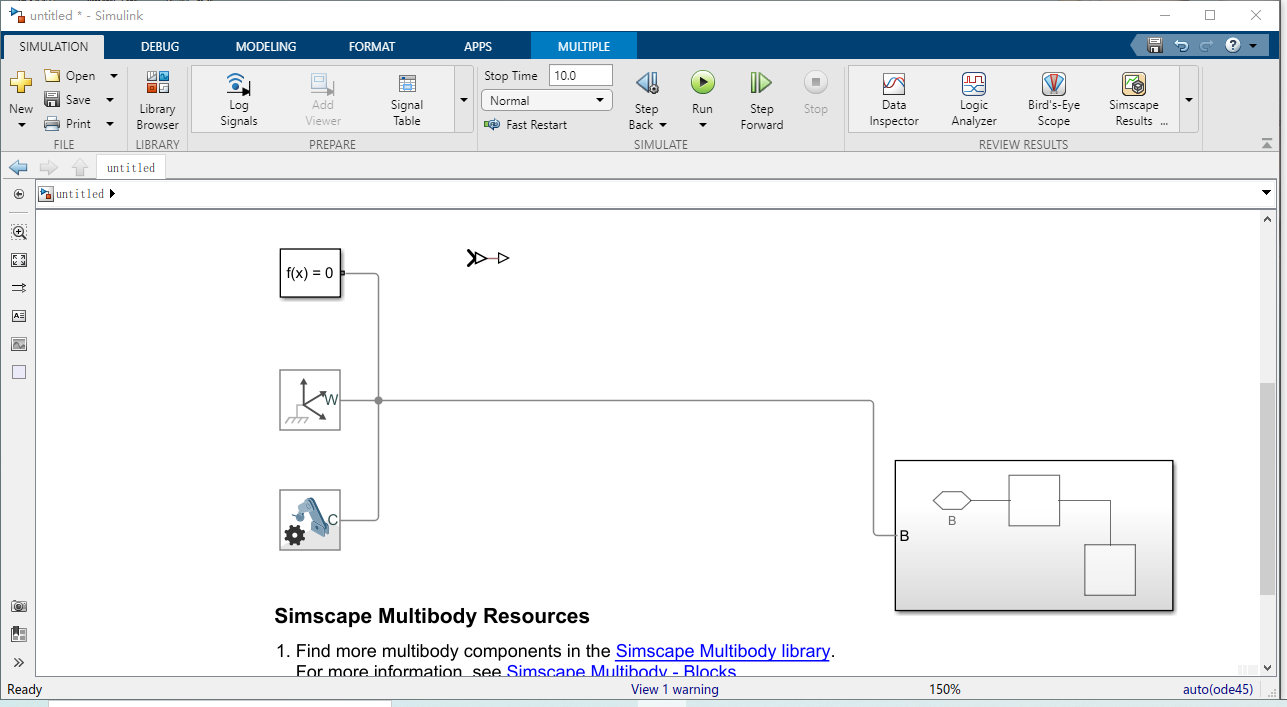 untitled * - Simulink
SIMULATION DEBUG MODELING FORMAT APPS MULTIPLE
New
Open
Save
Print
FILE
Library
Browser
LIBRARY
Log
Signals
Add
Viewer
Signal
Table
PREPARE
Stop Time 10.0
Normal
Fast Restart
Step
Back
Run
Step
Forward
Stop
SIMULATE
Data
Inspector
Logic
Analyzer
Bird's-Eye
Scope
Simscape
Results ...
REVIEW RESULTS
untitled
untitled
f(x) = 0
W
C
B
B
Simscape Multibody Resources
1. Find more multibody components in the Simscape Multibody library.
For more information, see Simscape Multibody - Blocks
Ready
View 1 warning
150%
auto(ode45)